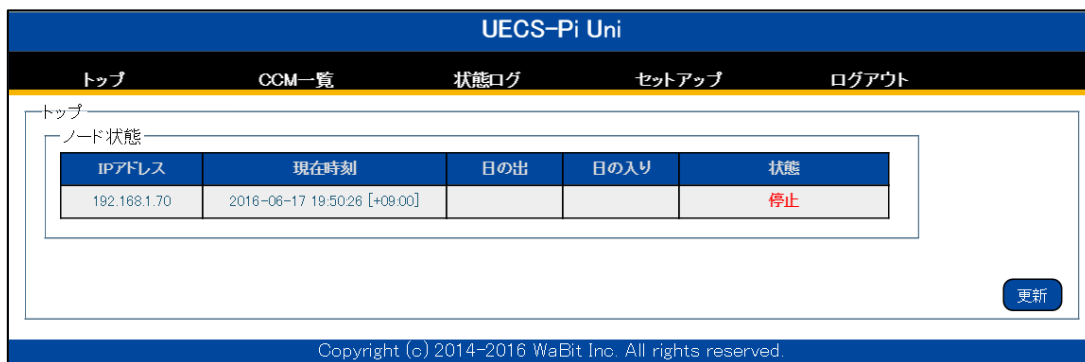 UECS-Pi Uni
トップ CCM一覧 状態ログ セットアップ ログアウト
トップ
ノード状態
IPアドレス 現在時刻 日の出 日の入り 状態
192.168.1.70 2016-06-17 19:50:26 [+09:00] 停止
更新
Copyright (c) 2014-2016 WaBit Inc. All rights reserved.